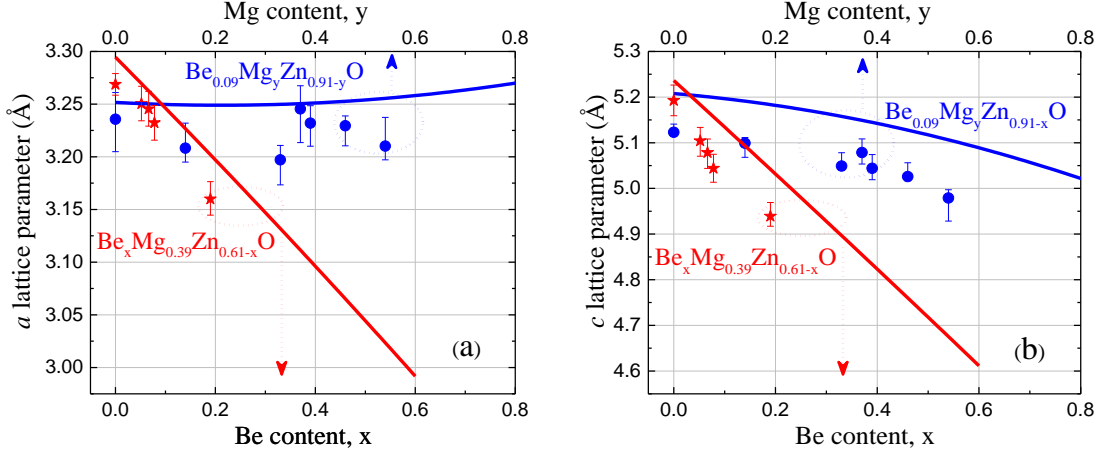 Mg content, y
0.0 0.2 0.4 0.6 0.8
3.30
3.25
3.20
3.15
3.10
3.05
3.00
a lattice parameter (Å)
Be0.09MgyZn0.91-yO
BexMg0.39Zn0.61-xO
(a)
0.0 0.2 0.4 0.6 0.8
Be content, x
Mg content, y
0.0 0.2 0.4 0.6 0.8
5.3
5.2
5.1
5.0
4.9
4.8
4.7
4.6
c lattice parameter (Å)
Be0.09MgyZn0.91-xO
BexMg0.39Zn0.61-xO
(b)
0.0 0.2 0.4 0.6 0.8
Be content, x